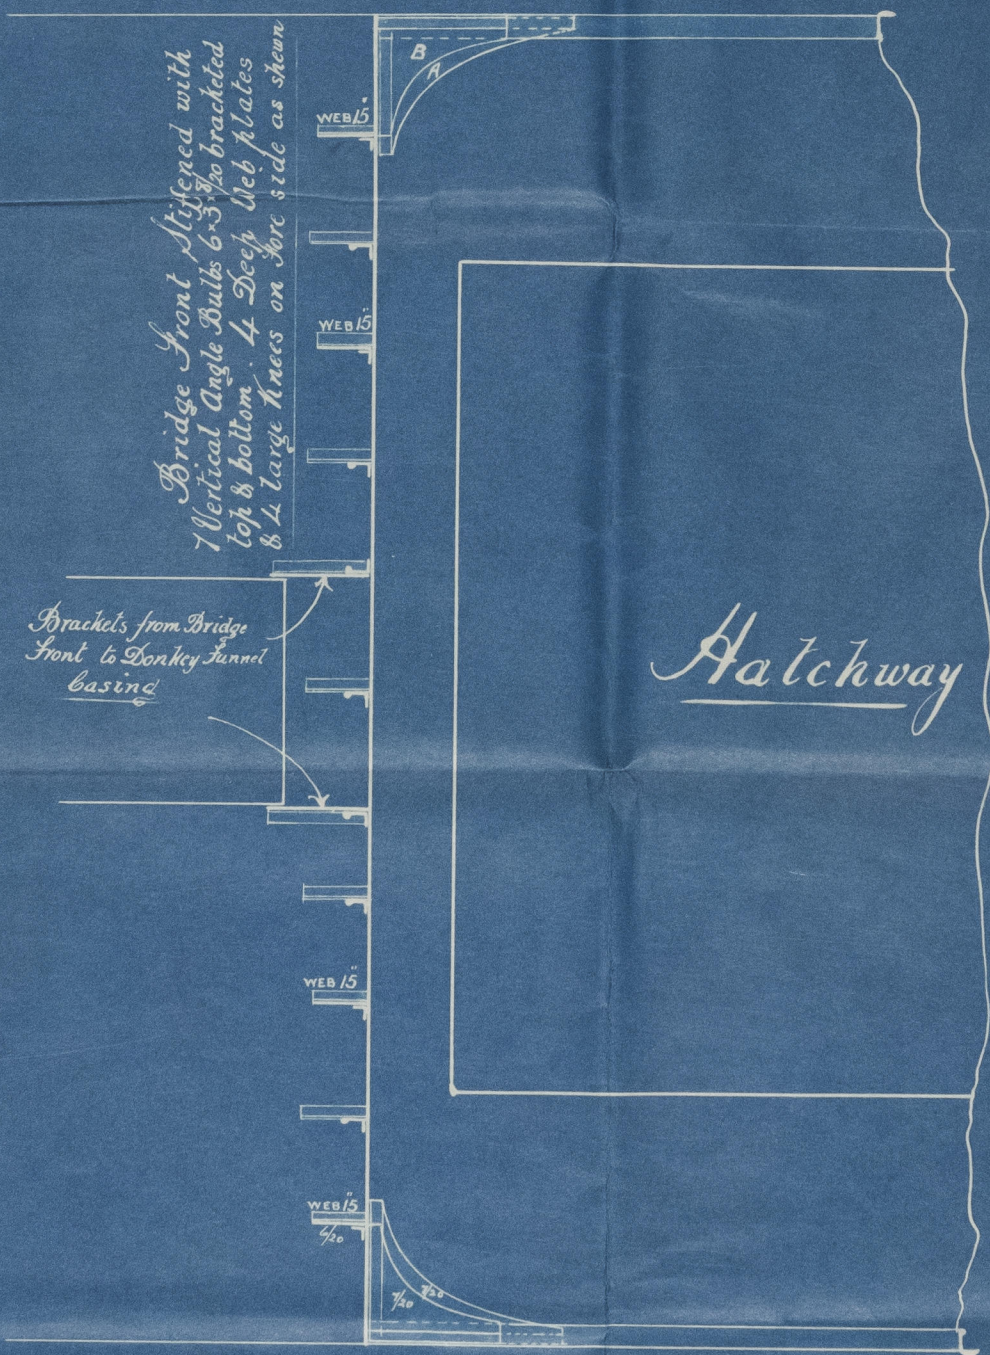 Bridge Front Stiffened with
7 Vertical Angle Bulbs 6·3·8/20 bracketed
top & bottom. 4 Deep Web plates
& 4 large Knees on fore side as shewn
B
A
WEB 15"
WEB 15"
Brackets from Bridge
Front to Donkey Funnel
Casing
Hatchway
WEB 15"
WEB 15"
6/20
7/20 7/20